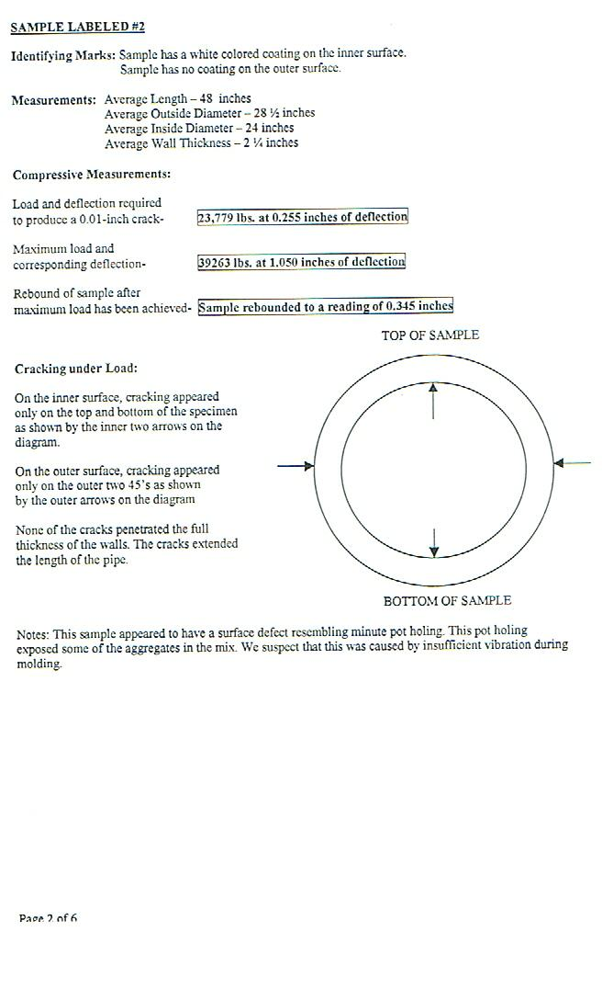 SAMPLE LABELED #2
Identifying Marks: Sample has a white colored coating on the inner surface.
Sample has no coating on the outer surface.
Measurements: Average Length – 48 inches
Average Outside Diameter – 28 ½ inches
Average Inside Diameter – 24 inches
Average Wall Thickness – 2 ¼ inches
Compressive Measurements:
Load and deflection required
to produce a 0.01-inch crack- 23,779 lbs. at 0.255 inches of deflection
Maximum load and
corresponding deflection- 39263 lbs. at 1.050 inches of deflection
Rebound of sample after
maximum load has been achieved- Sample rebounded to a reading of 0.345 inches
TOP OF SAMPLE
Cracking under Load:
On the inner surface, cracking appeared
only on the top and bottom of the specimen
as shown by the inner two arrows on the
diagram.
On the outer surface, cracking appeared
only on the outer two 45's as shown
by the outer arrows on the diagram
None of the cracks penetrated the full
thickness of the walls. The cracks extended
the length of the pipe.
BOTTOM OF SAMPLE
Notes: This sample appeared to have a surface defect resembling minute pot holing. This pot holing
exposed some of the aggregates in the mix. We suspect that this was caused by insufficient vibration during
molding.
Page 2 of 6